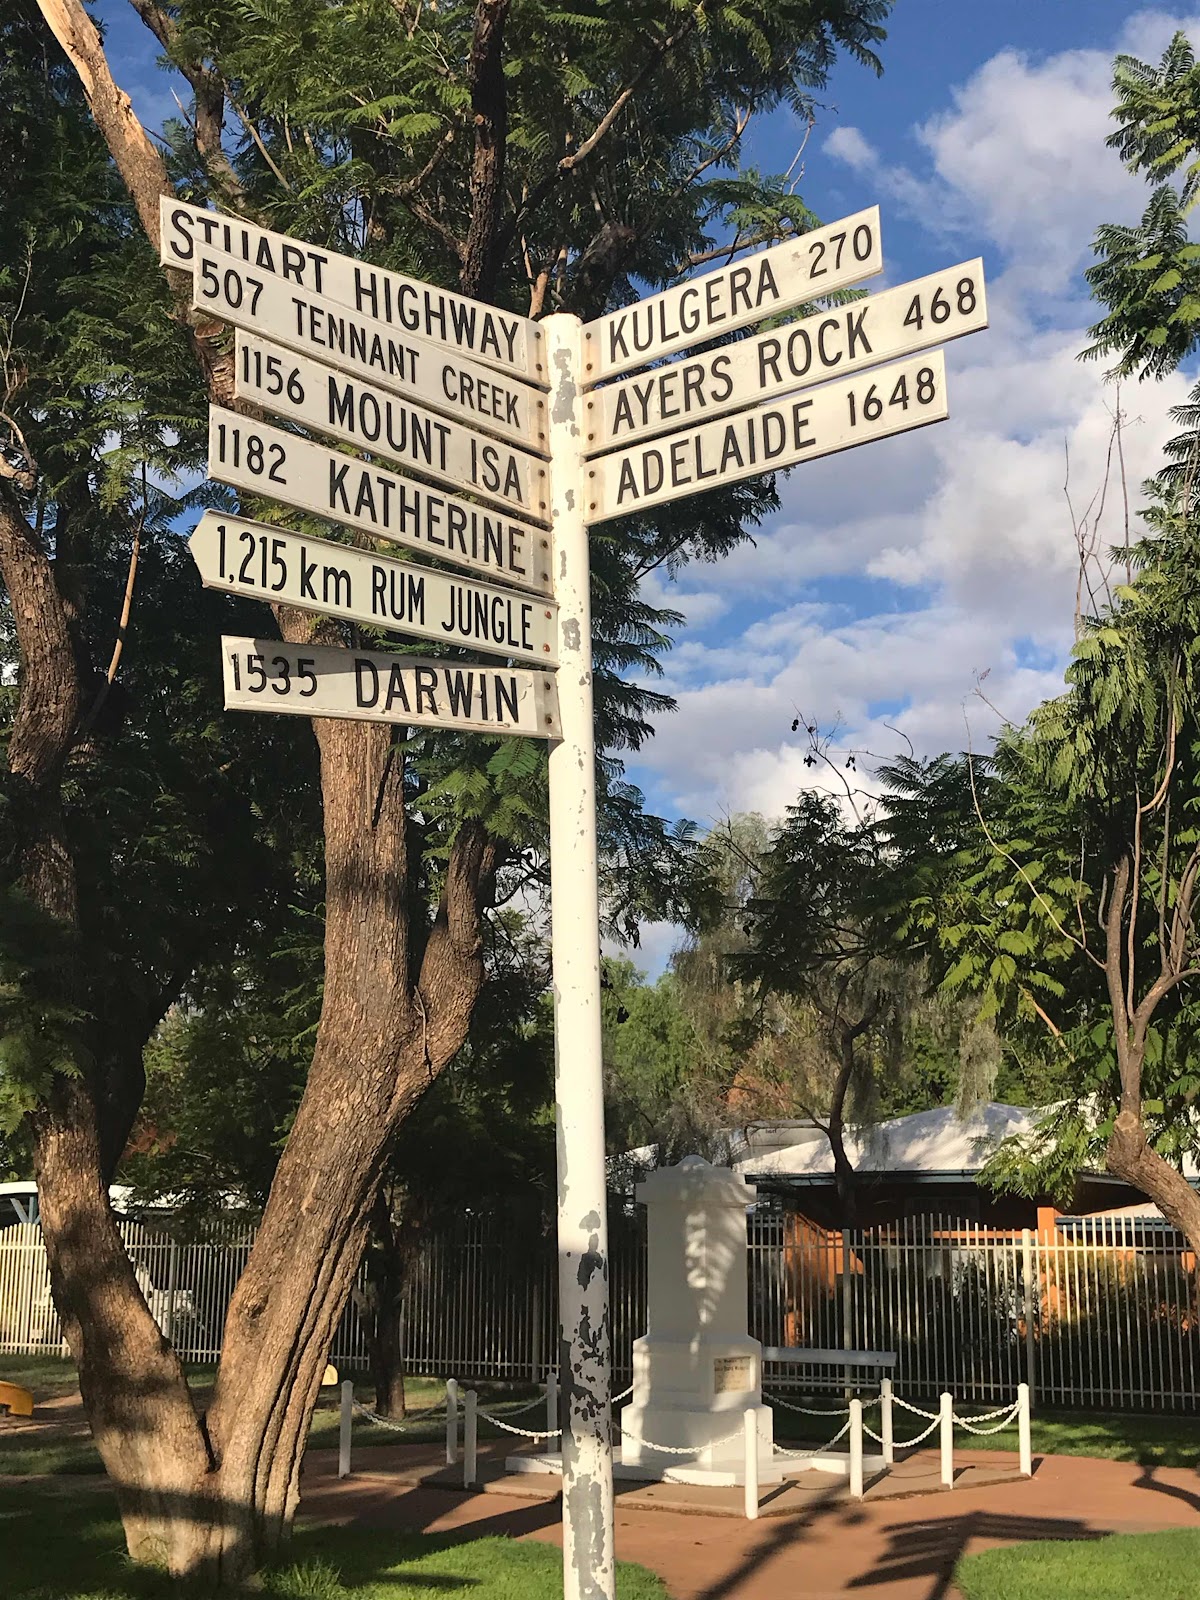 STUART HIGHWAY
507 TENNANT CREEK
1156 MOUNT ISA
1182 KATHERINE
1,215 km RUM JUNGLE
1535 DARWIN
KULGERA 270
AYERS ROCK 468
ADELAIDE 1648